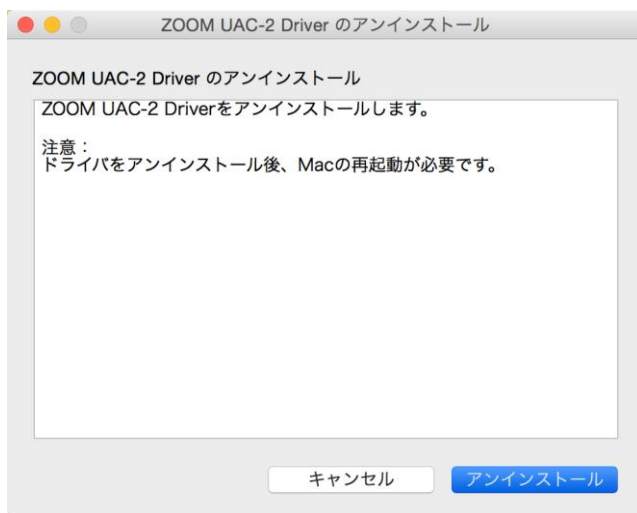 ZOOM UAC-2 Driver のアンインストール
ZOOM UAC-2 Driver のアンインストール
ZOOM UAC-2 Driverをアンインストールします。
注意：
ドライバをアンインストール後、Macの再起動が必要です。
キャンセル
アンインストール